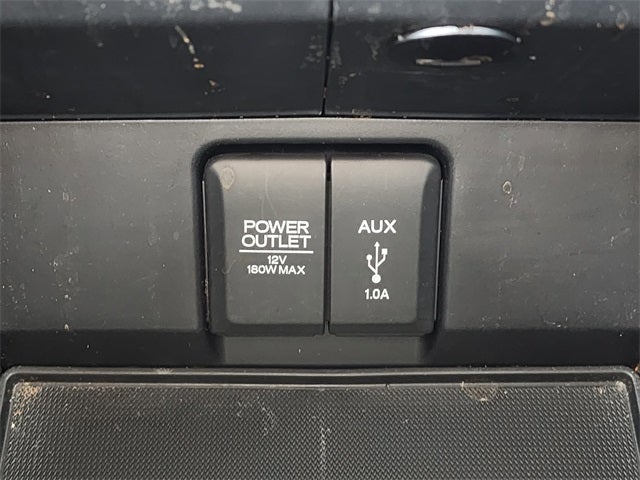 POWER
OUTLET
12V
180W MAX
AUX
1.0A